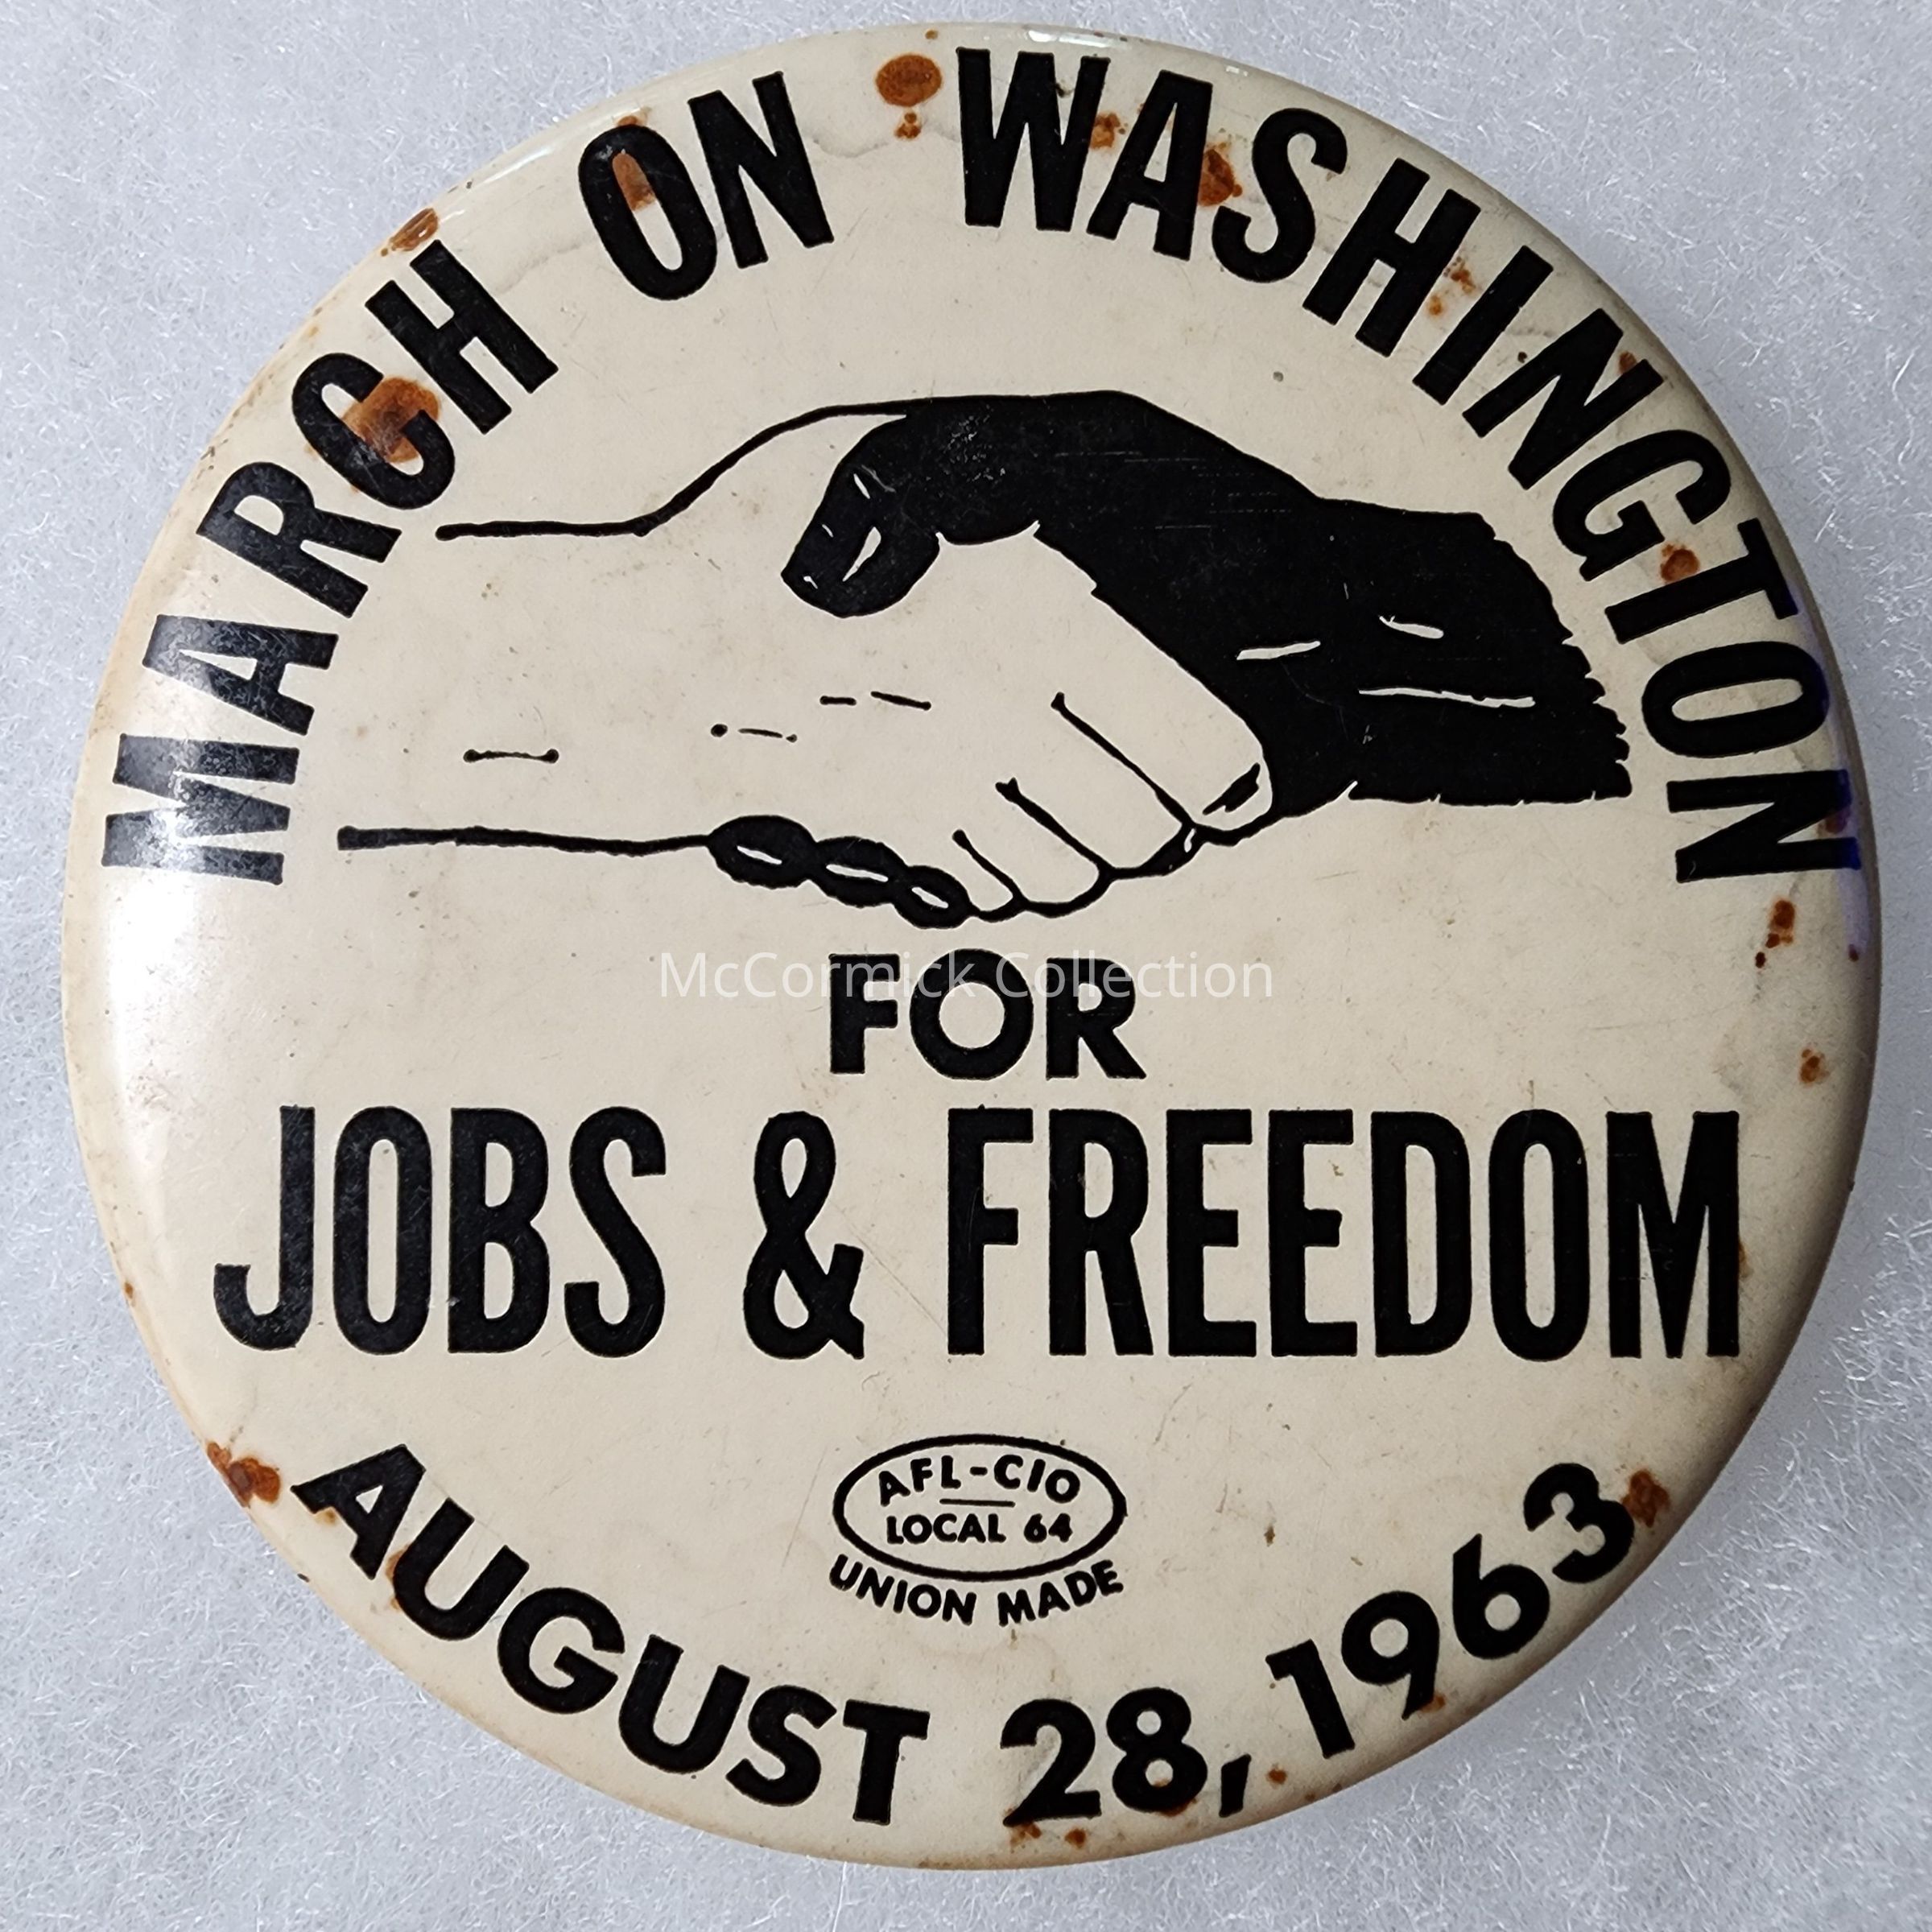 MARCH ON WASHINGTON
McCormick Collection
FOR
JOBS & FREEDOM
AFL-CIO
LOCAL 64
UNION MADE
AUGUST 28, 1963